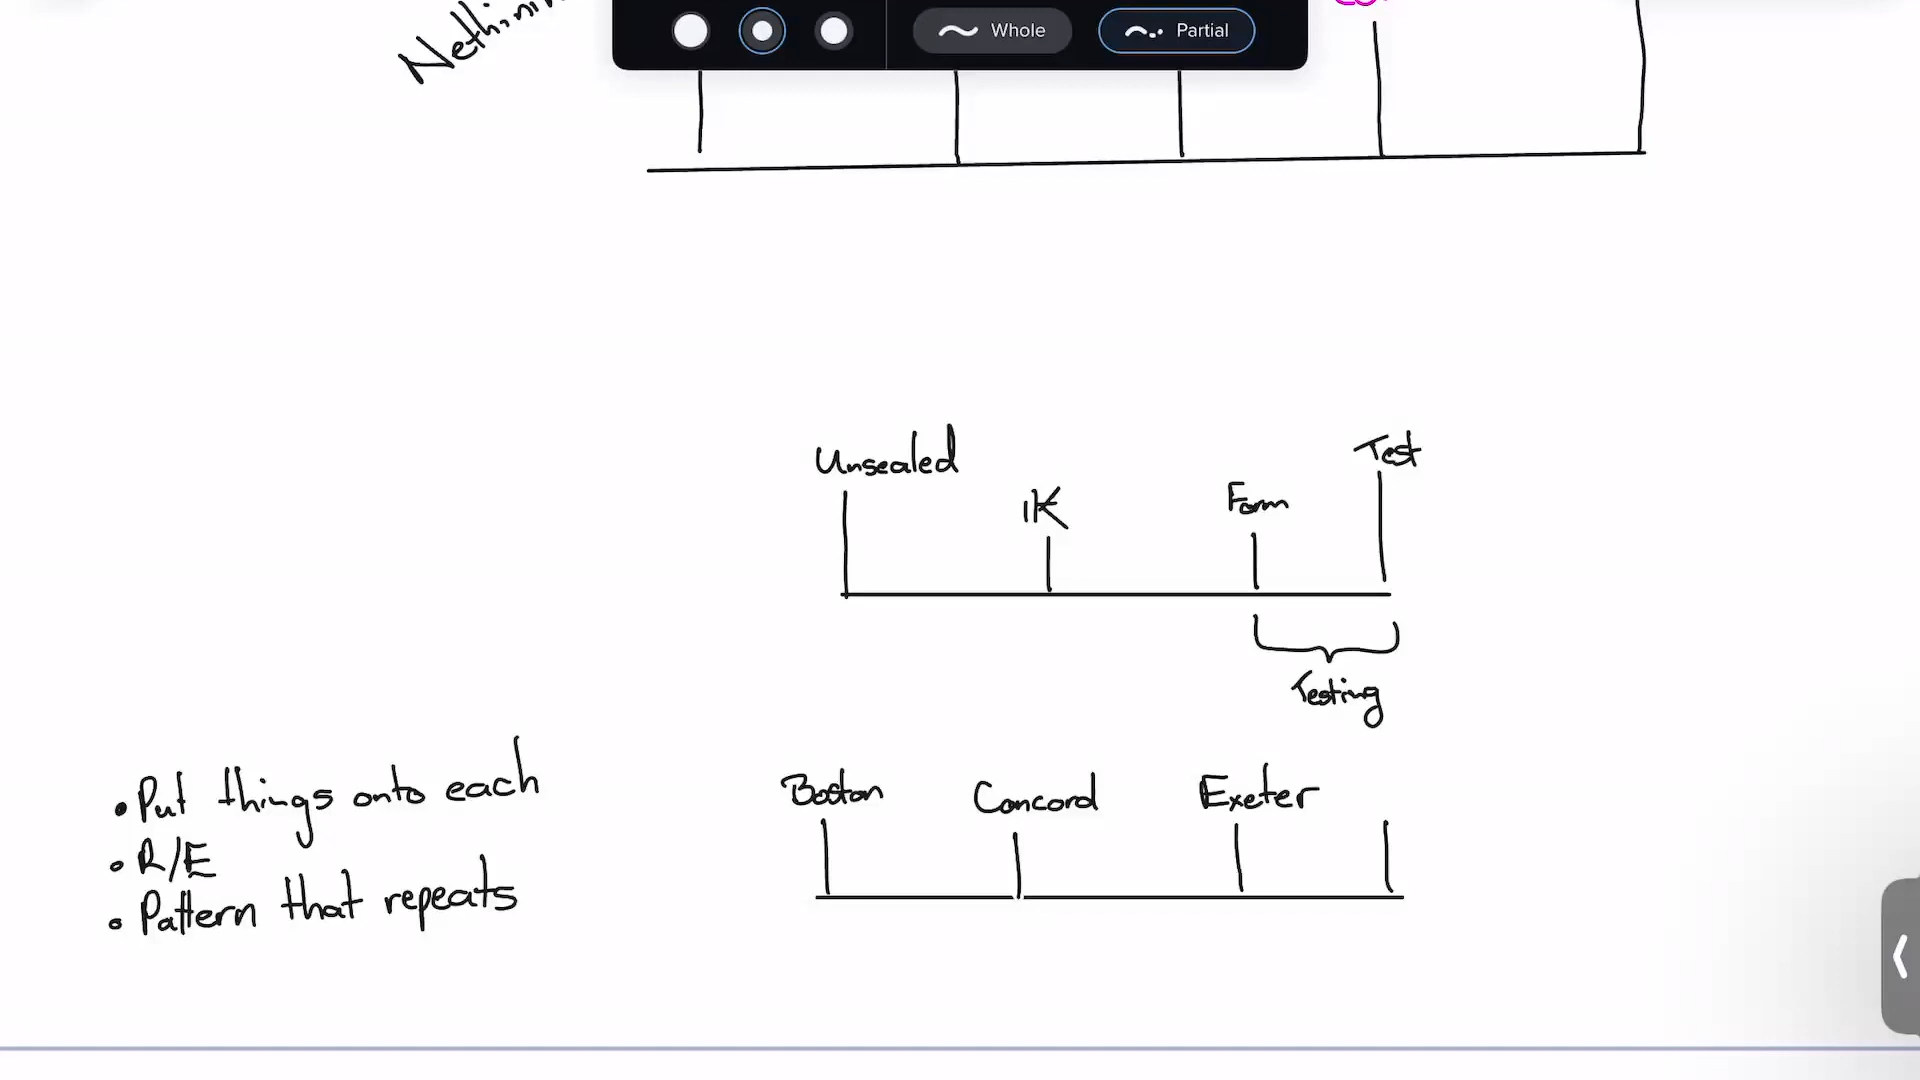 Whole
Partial
Unsealed
IK
Form
Test
Testing
• Put things onto each
• R/E
• Pattern that repeats
Boston
Concord
Exeter